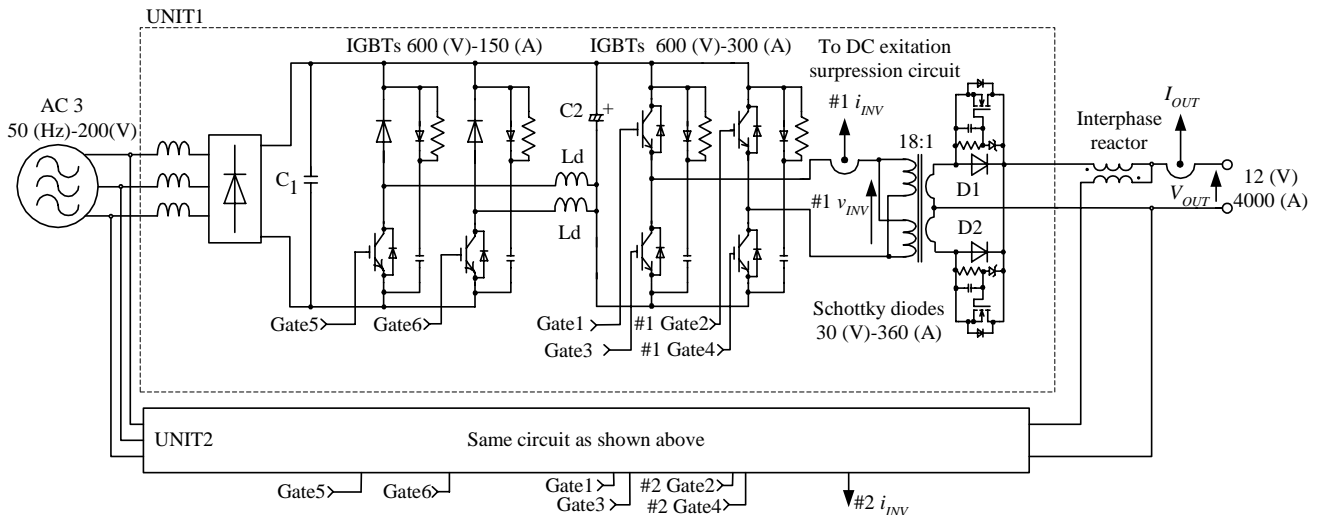 UNIT1
IGBTs 600 (V)-150 (A)
IGBTs 600 (V)-300 (A)
To DC exitation
surpression circuit
#1 iINV
AC 3
50 (Hz)-200(V)
C1
Ld
Ld
C2
+
#1 vINV
18:1
D1
D2
Interphase
reactor
IOUT
VOUT
12 (V)
4000 (A)
Schottky diodes
30 (V)-360 (A)
Gate5
Gate6
Gate1
#1 Gate2
Gate3
#1 Gate4
UNIT2
Same circuit as shown above
Gate5
Gate6
Gate1
#2 Gate2
Gate3
#2 Gate4
#2 iINV